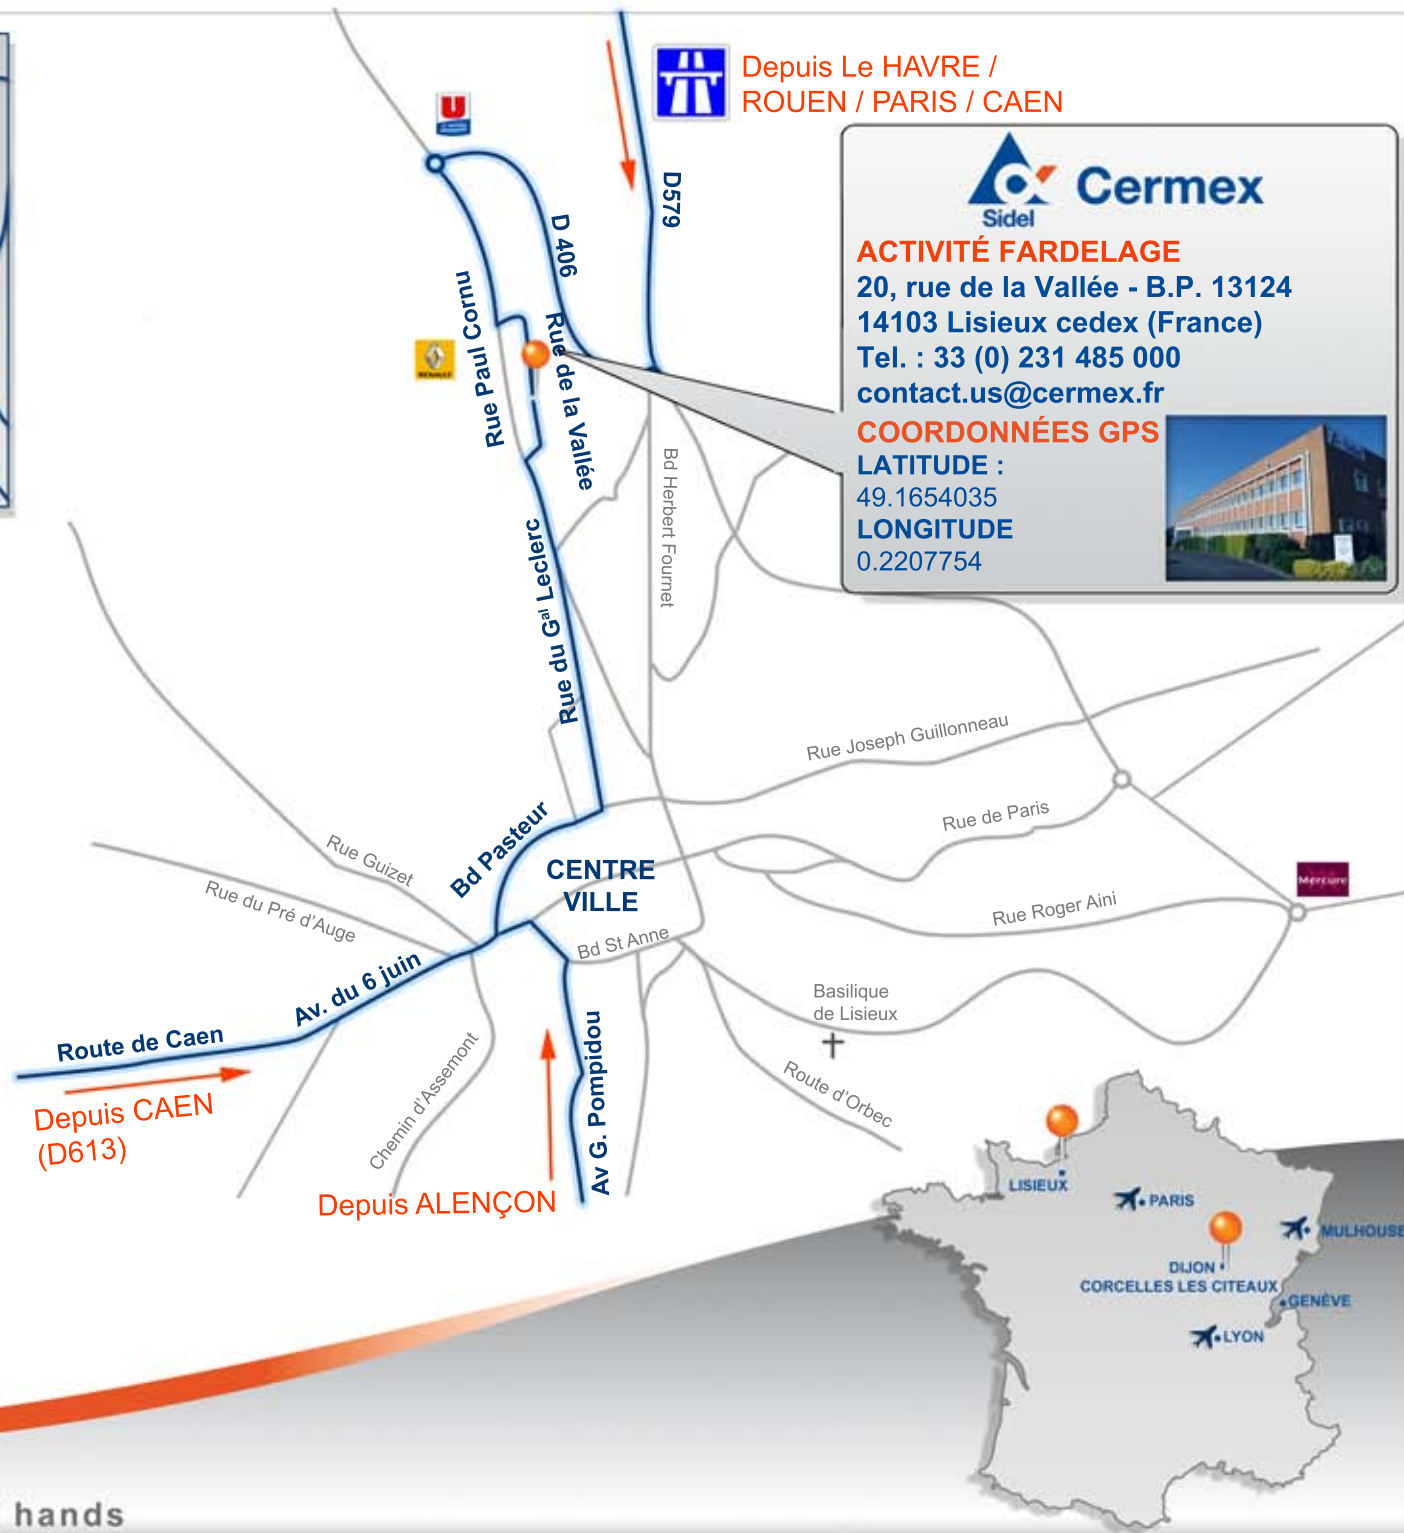 Depuis Le HAVRE /
ROUEN / PARIS / CAEN
U
D579
D 406
Rue Paul Cornu
Rue de la Vallée
RENAULT
Sidel
Cermex
ACTIVITÉ FARDELAGE
20, rue de la Vallée - B.P. 13124
14103 Lisieux cedex (France)
Tel. : 33 (0) 231 485 000
contact.us@cermex.fr
COORDONNÉES GPS
LATITUDE :
49.1654035
LONGITUDE
0.2207754
Bd Herbert Fournet
Rue du Gal Leclerc
Rue Joseph Guillonneau
Rue de Paris
Bd Pasteur
Rue Guizet
Rue du Pré d'Auge
CENTRE
VILLE
Mercure
Rue Roger Aini
Bd St Anne
Av. du 6 juin
Basilique
de Lisieux
Route de Caen
Chemin d'Assemont
Av G. Pompidou
Route d'Orbec
Depuis CAEN
(D613)
Depuis ALENÇON
LISIEUX
PARIS
MULHOUSE
DIJON
CORCELLES LES CITEAUX
GENÈVE
LYON
hands